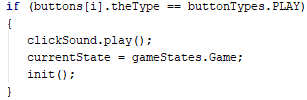 if (buttons[i].theType == buttonTypes.PLAY)
{
clickSound.play();
currentState = gameStates.Game;
init();
}